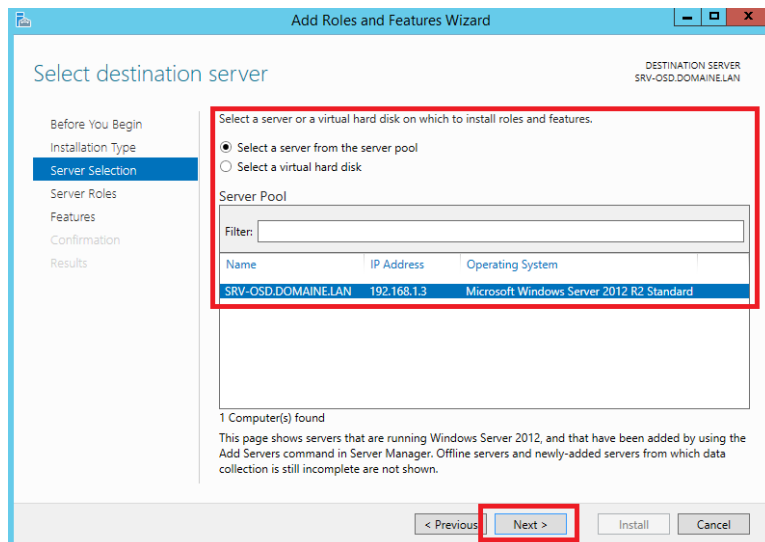 Add Roles and Features Wizard
Select destination server
DESTINATION SERVER
SRV-OSD.DOMAINE.LAN
Before You Begin
Installation Type
Server Selection
Server Roles
Features
Confirmation
Results
Select a server or a virtual hard disk on which to install roles and features.
Select a server from the server pool
Select a virtual hard disk
Server Pool
Filter:
Name IP Address Operating System
SRV-OSD.DOMAINE.LAN 192.168.1.3 Microsoft Windows Server 2012 R2 Standard
1 Computer(s) found
This page shows servers that are running Windows Server 2012, and that have been added by using the
Add Servers command in Server Manager. Offline servers and newly-added servers from which data
collection is still incomplete are not shown.
< Previous Next > Install Cancel